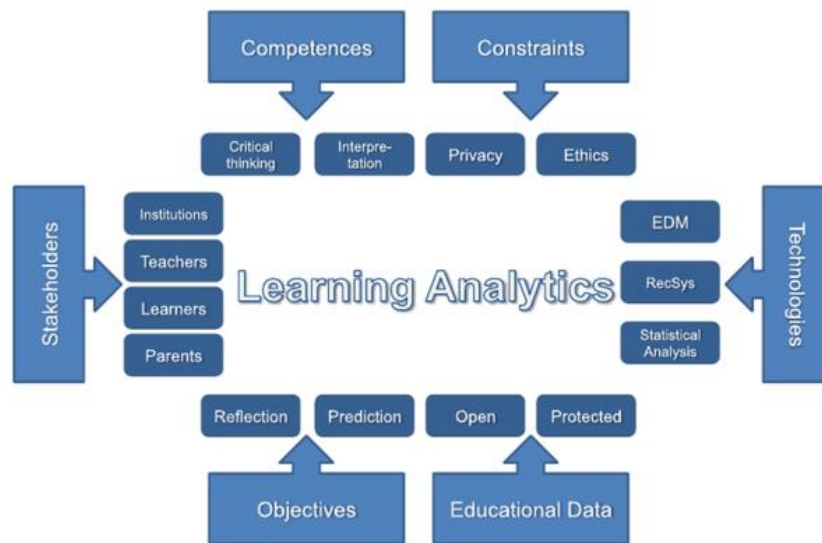 Competences
Constraints
Critical
thinking
Interpre-
tation
Privacy
Ethics
Stakeholders
Institutions
Teachers
Learners
Parents
Learning Analytics
EDM
RecSys
Statistical
Analysis
Technologies
Reflection
Prediction
Open
Protected
Objectives
Educational Data